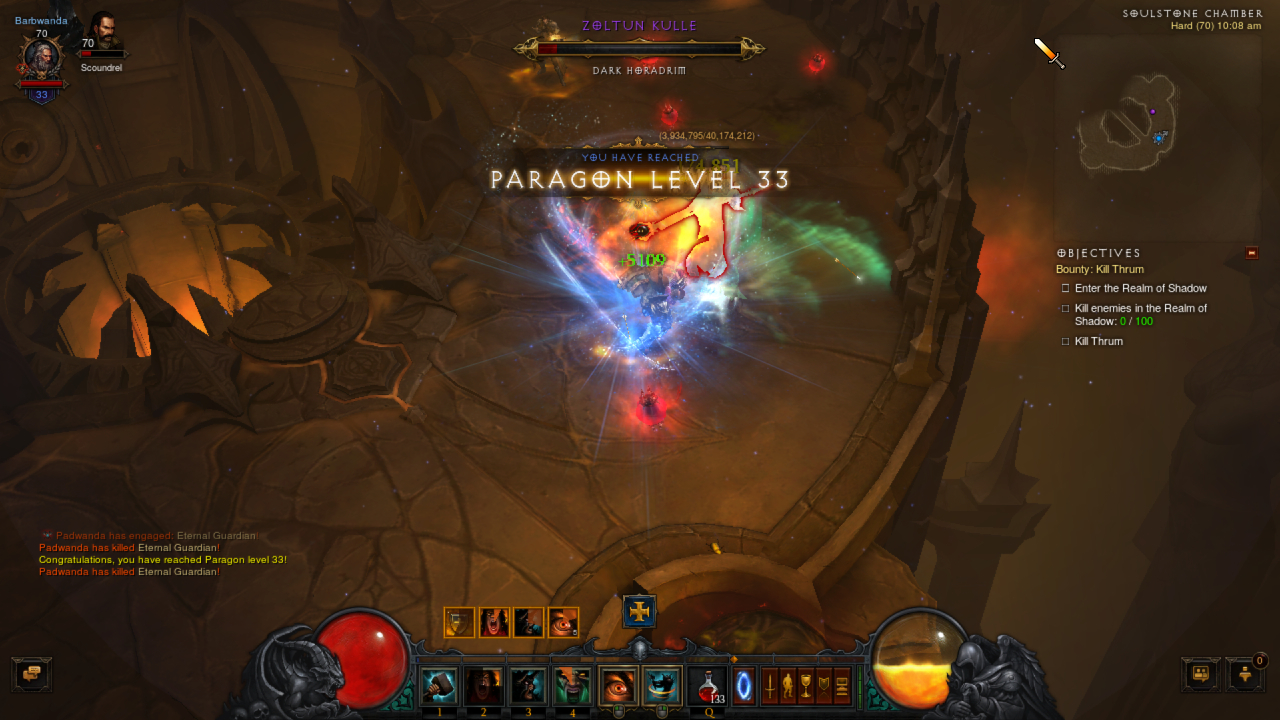 Barbwanda
70
33
70
Scoundrel
ZOLTUN KULLE
DARK HORADRIM
SOULSTONE CHAMBER
Hard (70) 10:08 am
(3,934,795/40,174,212)
YOU HAVE REACHED
PARAGON LEVEL 33
OBJECTIVES
Bounty: Kill Thrum
Enter the Realm of Shadow
Kill enemies in the Realm of
Shadow: 0 / 100
Kill Thrum
Padwanda has engaged: Eternal Guardian!
Padwanda has killed Eternal Guardian!
Congratulations, you have reached Paragon level 33!
Padwanda has killed Eternal Guardian!
133
1 2 3 4 Q
0